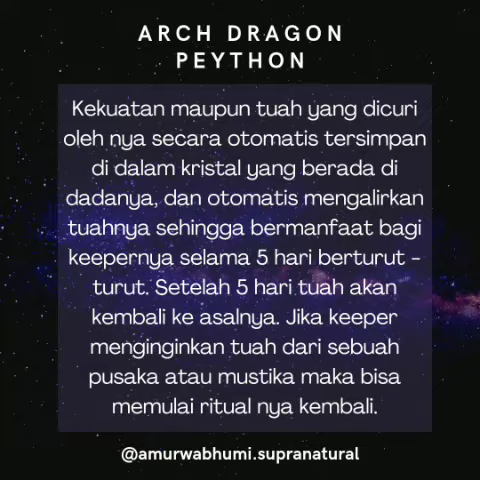 ARCH DRAGON
PEYTHON
Kekuatan maupun tuah yang dicuri
oleh nya secara otomatis tersimpan
di dalam kristal yang berada di
dadanya, dan otomatis mengalirkan
tuahnya sehingga bermanfaat bagi
keepernya selama 5 hari berturut -
turut. Setelah 5 hari tuah akan
kembali ke asalnya. Jika keeper
menginginkan tuah dari sebuah
pusaka atau mustika maka bisa
memulai ritual nya kembali.
@amurwabhumi.supranatural